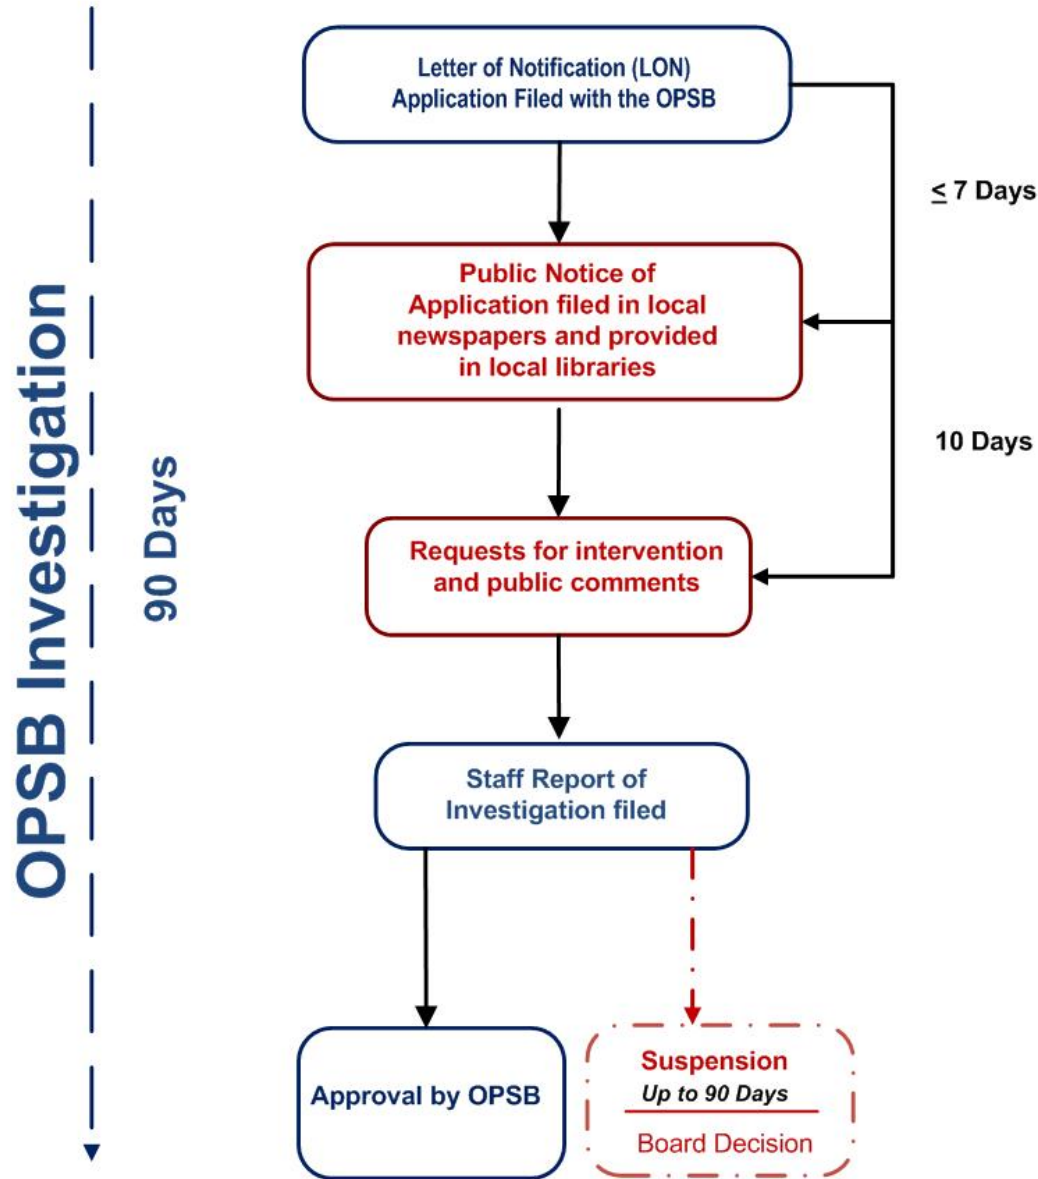 Letter of Notification (LON)
Application Filed with the OPSB
≤ 7 Days
Public Notice of
Application filed in local
newspapers and provided
in local libraries
10 Days
Requests for intervention
and public comments
Staff Report of
Investigation filed
Approval by OPSB
Suspension
Up to 90 Days
Board Decision
OPSB Investigation
90 Days